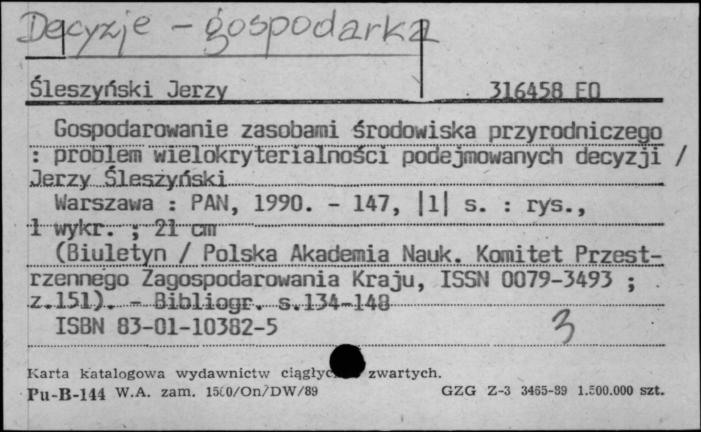 Decyzje - gospodarka
Śleszyński Jerzy 316458 EO
Gospodarowanie zasobami środowiska przyrodniczego
: problem wielokryterialności podejmowanych decyzji /
Jerzy Śleszyński
Warszawa : PAN, 1990. - 147, |1| s. : rys.,
1 wykr. ; 21 cm
(Biuletyn / Polska Akademia Nauk. Komitet Przest-
rzennego Zagospodarowania Kraju, ISSN 0079-3493 ;
z.151). - Bibliogr. s.134-148
ISBN 83-01-10382-5 3
Karta katalogowa wydawnictw zwartych.
Pu-B-144 W.A. zam. 1500/On/DW/89 GZG Z-3 3465-89 1.500.000 szt.